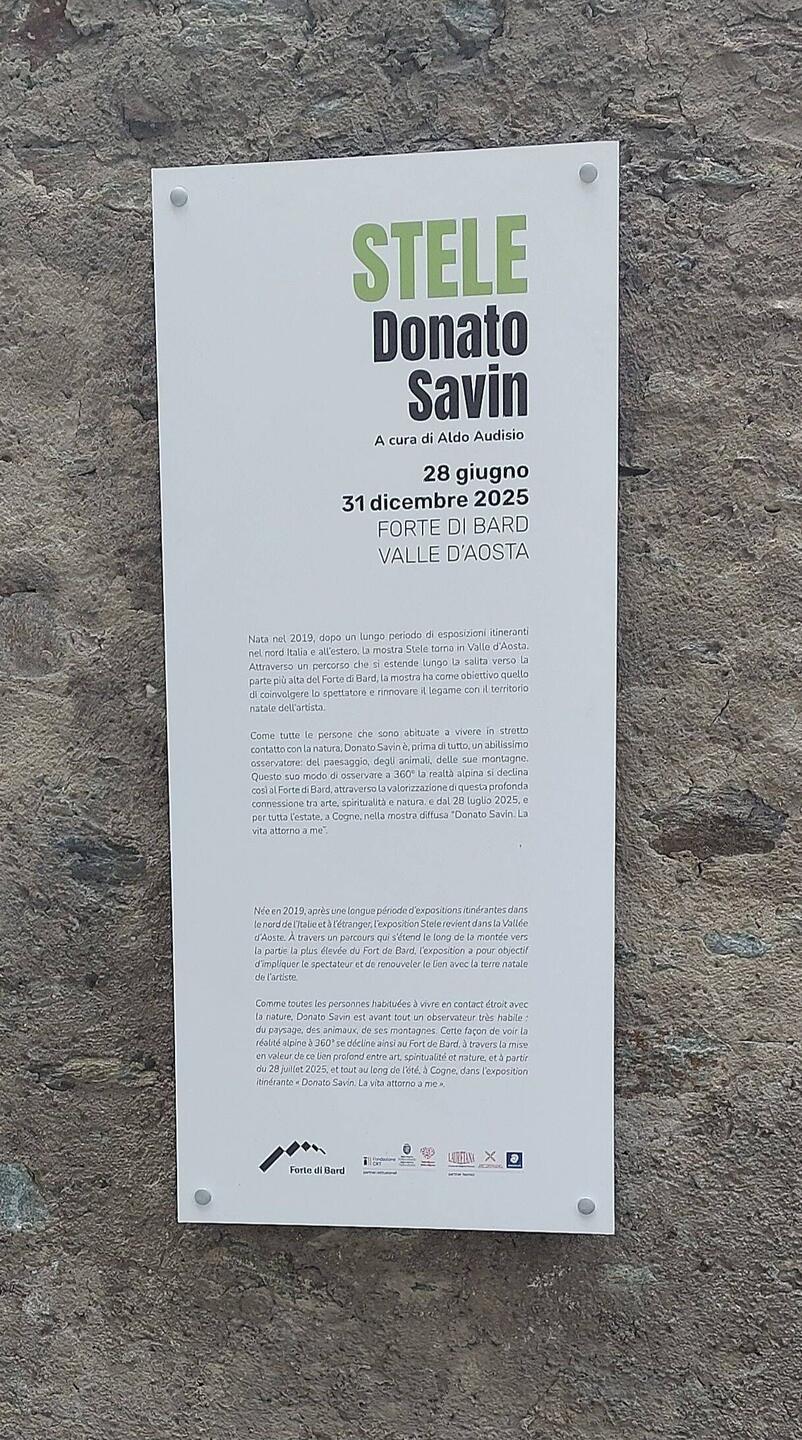 STELE
Donato
Savin
A cura di Aldo Audisio
28 giugno
31 dicembre 2025
FORTE DI BARD
VALLE D'AOSTA
Nata nel 2019, dopo un lungo periodo di esposizioni itineranti
nel nord Italia e all'estero, la mostra Stele torna in Valle d'Aosta.
Attraverso un percorso che si estende lungo la salita verso la
parte più alta del Forte di Bard, la mostra ha come obiettivo quello
di coinvolgere lo spettatore e rinnovare il legame con il territorio
natale dell'artista.
Come tutte le persone che sono abituate a vivere in stretto
contatto con la natura, Donato Savin è, prima di tutto, un abilissimo
osservatore: del paesaggio, degli animali, delle sue montagne.
Questo suo modo di osservare a 360° la realtà alpina si declina
così al Forte di Bard, attraverso la valorizzazione di questa profonda
connessione tra arte, spiritualità e natura, e dal 28 luglio 2025, e
per tutta l'estate, a Cogne, nella mostra diffusa "Donato Savin. La
vita attorno a me".
Née en 2019, après une longue période d'expositions itinérantes dans
le nord de l'Italie et à l'étranger, l'exposition Stele revient dans la Vallée
d'Aoste. À travers un parcours qui s'étend le long de la montée vers
la partie la plus élevée du Fort de Bard, l'exposition a pour objectif
d'impliquer le spectateur et de renouveler le lien avec la terre natale
de l'artiste.
Comme toutes les personnes habituées à vivre en contact étroit avec
la nature, Donato Savin est avant tout un observateur très habile :
du paysage, des animaux, de ses montagnes. Cette façon de voir la
réalité alpine à 360° se décline ainsi au Fort de Bard, à travers la mise
en valeur de ce lien profond entre art, spiritualité et nature, et à partir
du 28 juillet 2025, et tout au long de l'été, à Cogne, dans l'exposition
itinérante « Donato Savin. La vita attorno a me ».
Forte di Bard
Fondazione
CRT
LAURETANA
partner istituzionali
partner tecnici